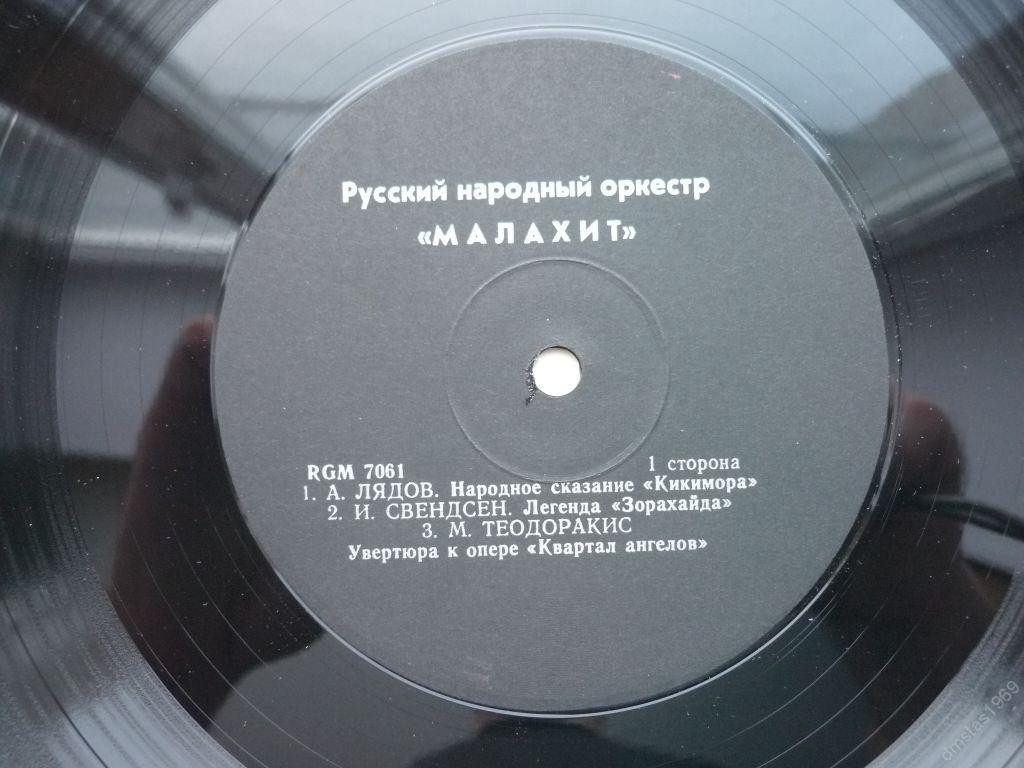 Русский народный оркестр
«МАЛАХИТ»
RGM 7061
1 сторона
1. А. ЛЯДОВ. Народное сказание «Кикимора»
2. И. СВЕНДСЕН. Легенда «Зорахайда»
3. М. ТЕОДОРАКИС
Увертюра к опере «Квартал ангелов»
dmstas1969